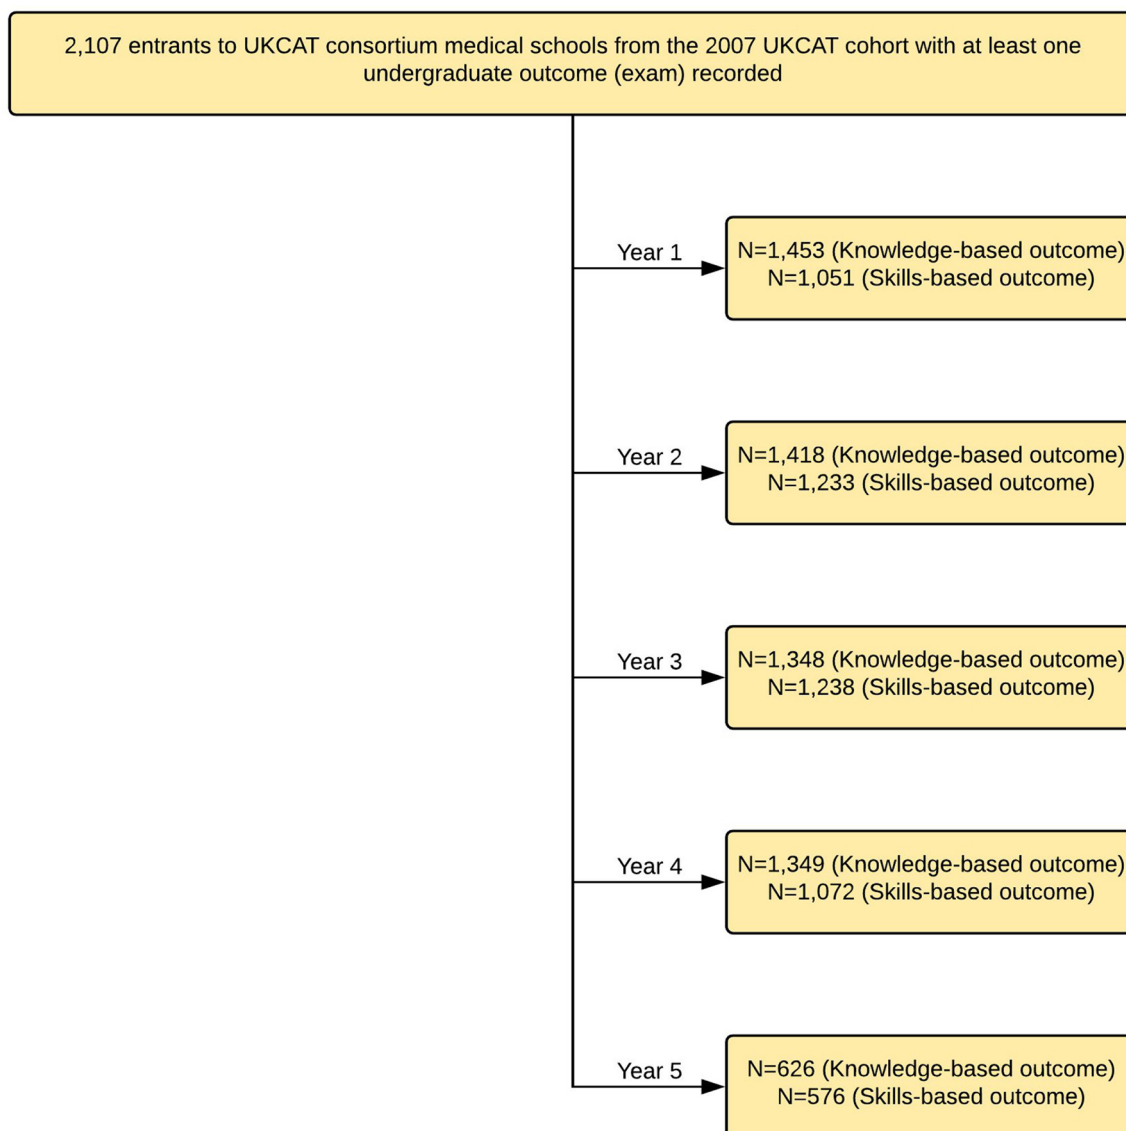 2,107 entrants to UKCAT consortium medical schools from the 2007 UKCAT cohort with at least one
undergraduate outcome (exam) recorded
Year 1
N=1,453 (Knowledge-based outcome)
N=1,051 (Skills-based outcome)
Year 2
N=1,418 (Knowledge-based outcome)
N=1,233 (Skills-based outcome)
Year 3
N=1,348 (Knowledge-based outcome)
N=1,238 (Skills-based outcome)
Year 4
N=1,349 (Knowledge-based outcome)
N=1,072 (Skills-based outcome)
Year 5
N=626 (Knowledge-based outcome)
N=576 (Skills-based outcome)